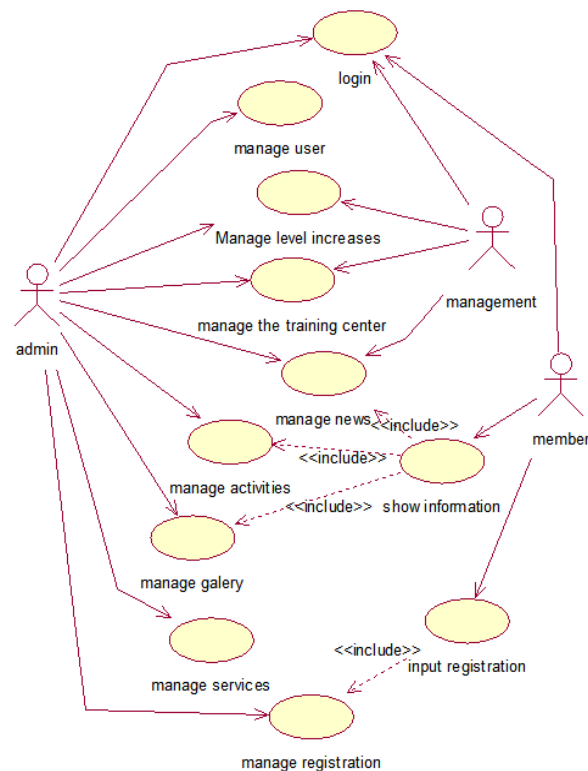 login
manage user
Manage level increases
management
manage the training center
admin
manage news
<<include>>
member
<<include>>
manage activities
<<include>>
show information
manage galery
<<include>>
input registration
manage services
manage registration